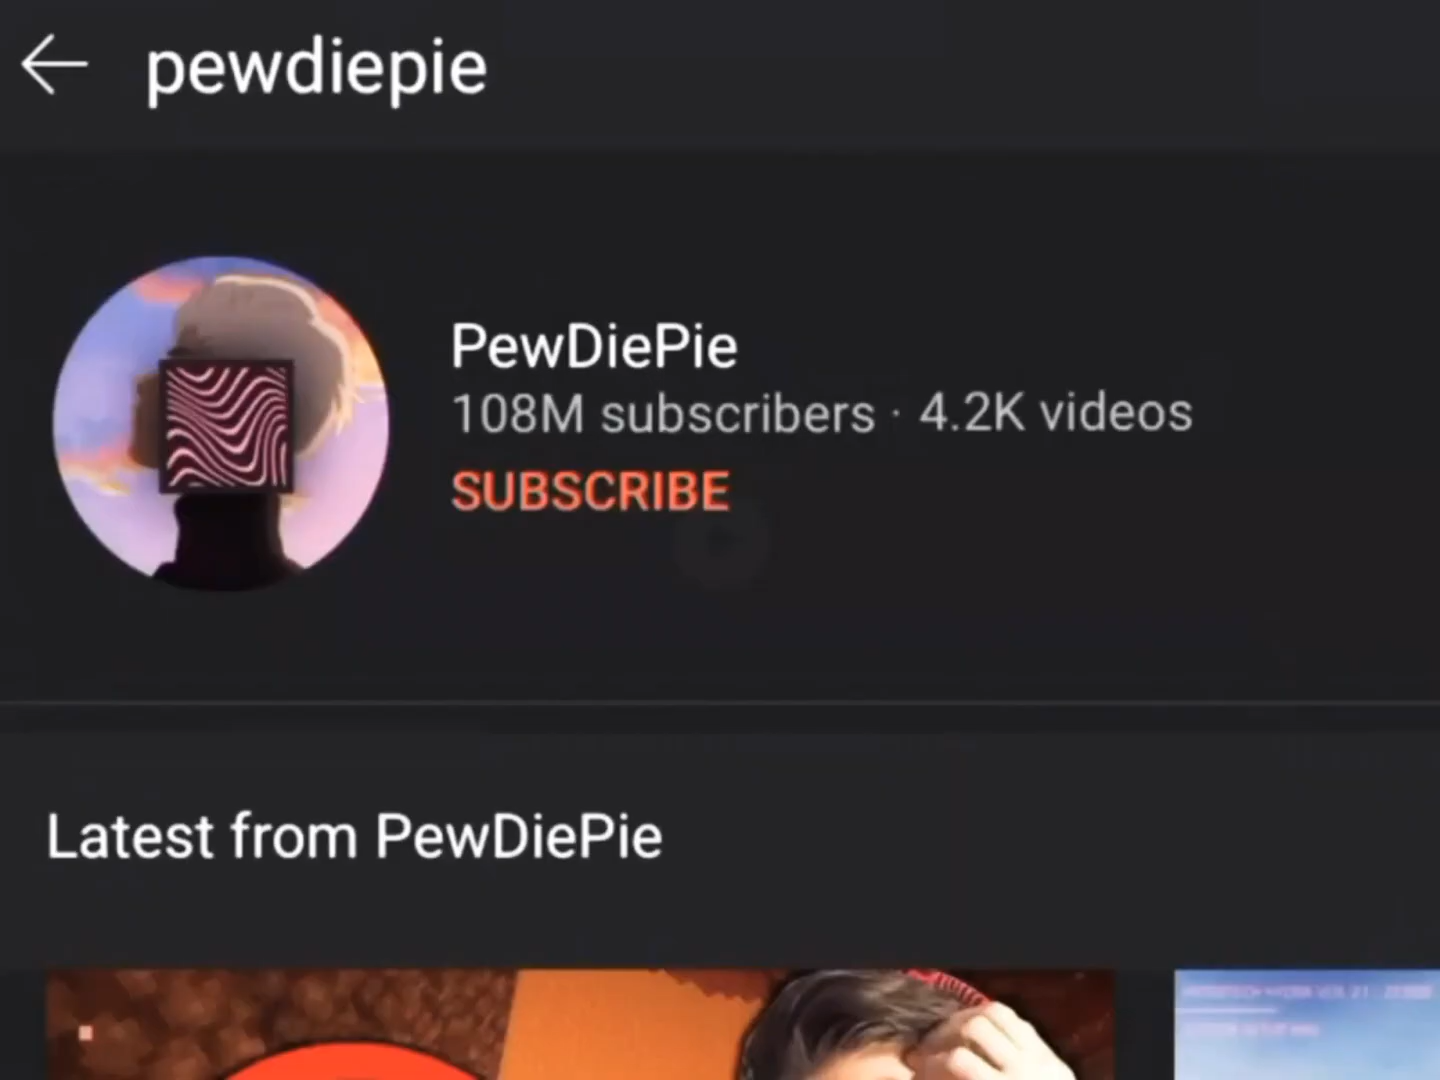 pewdiepie
PewDiePie
108M subscribers · 4.2K videos
SUBSCRIBE
Latest from PewDiePie